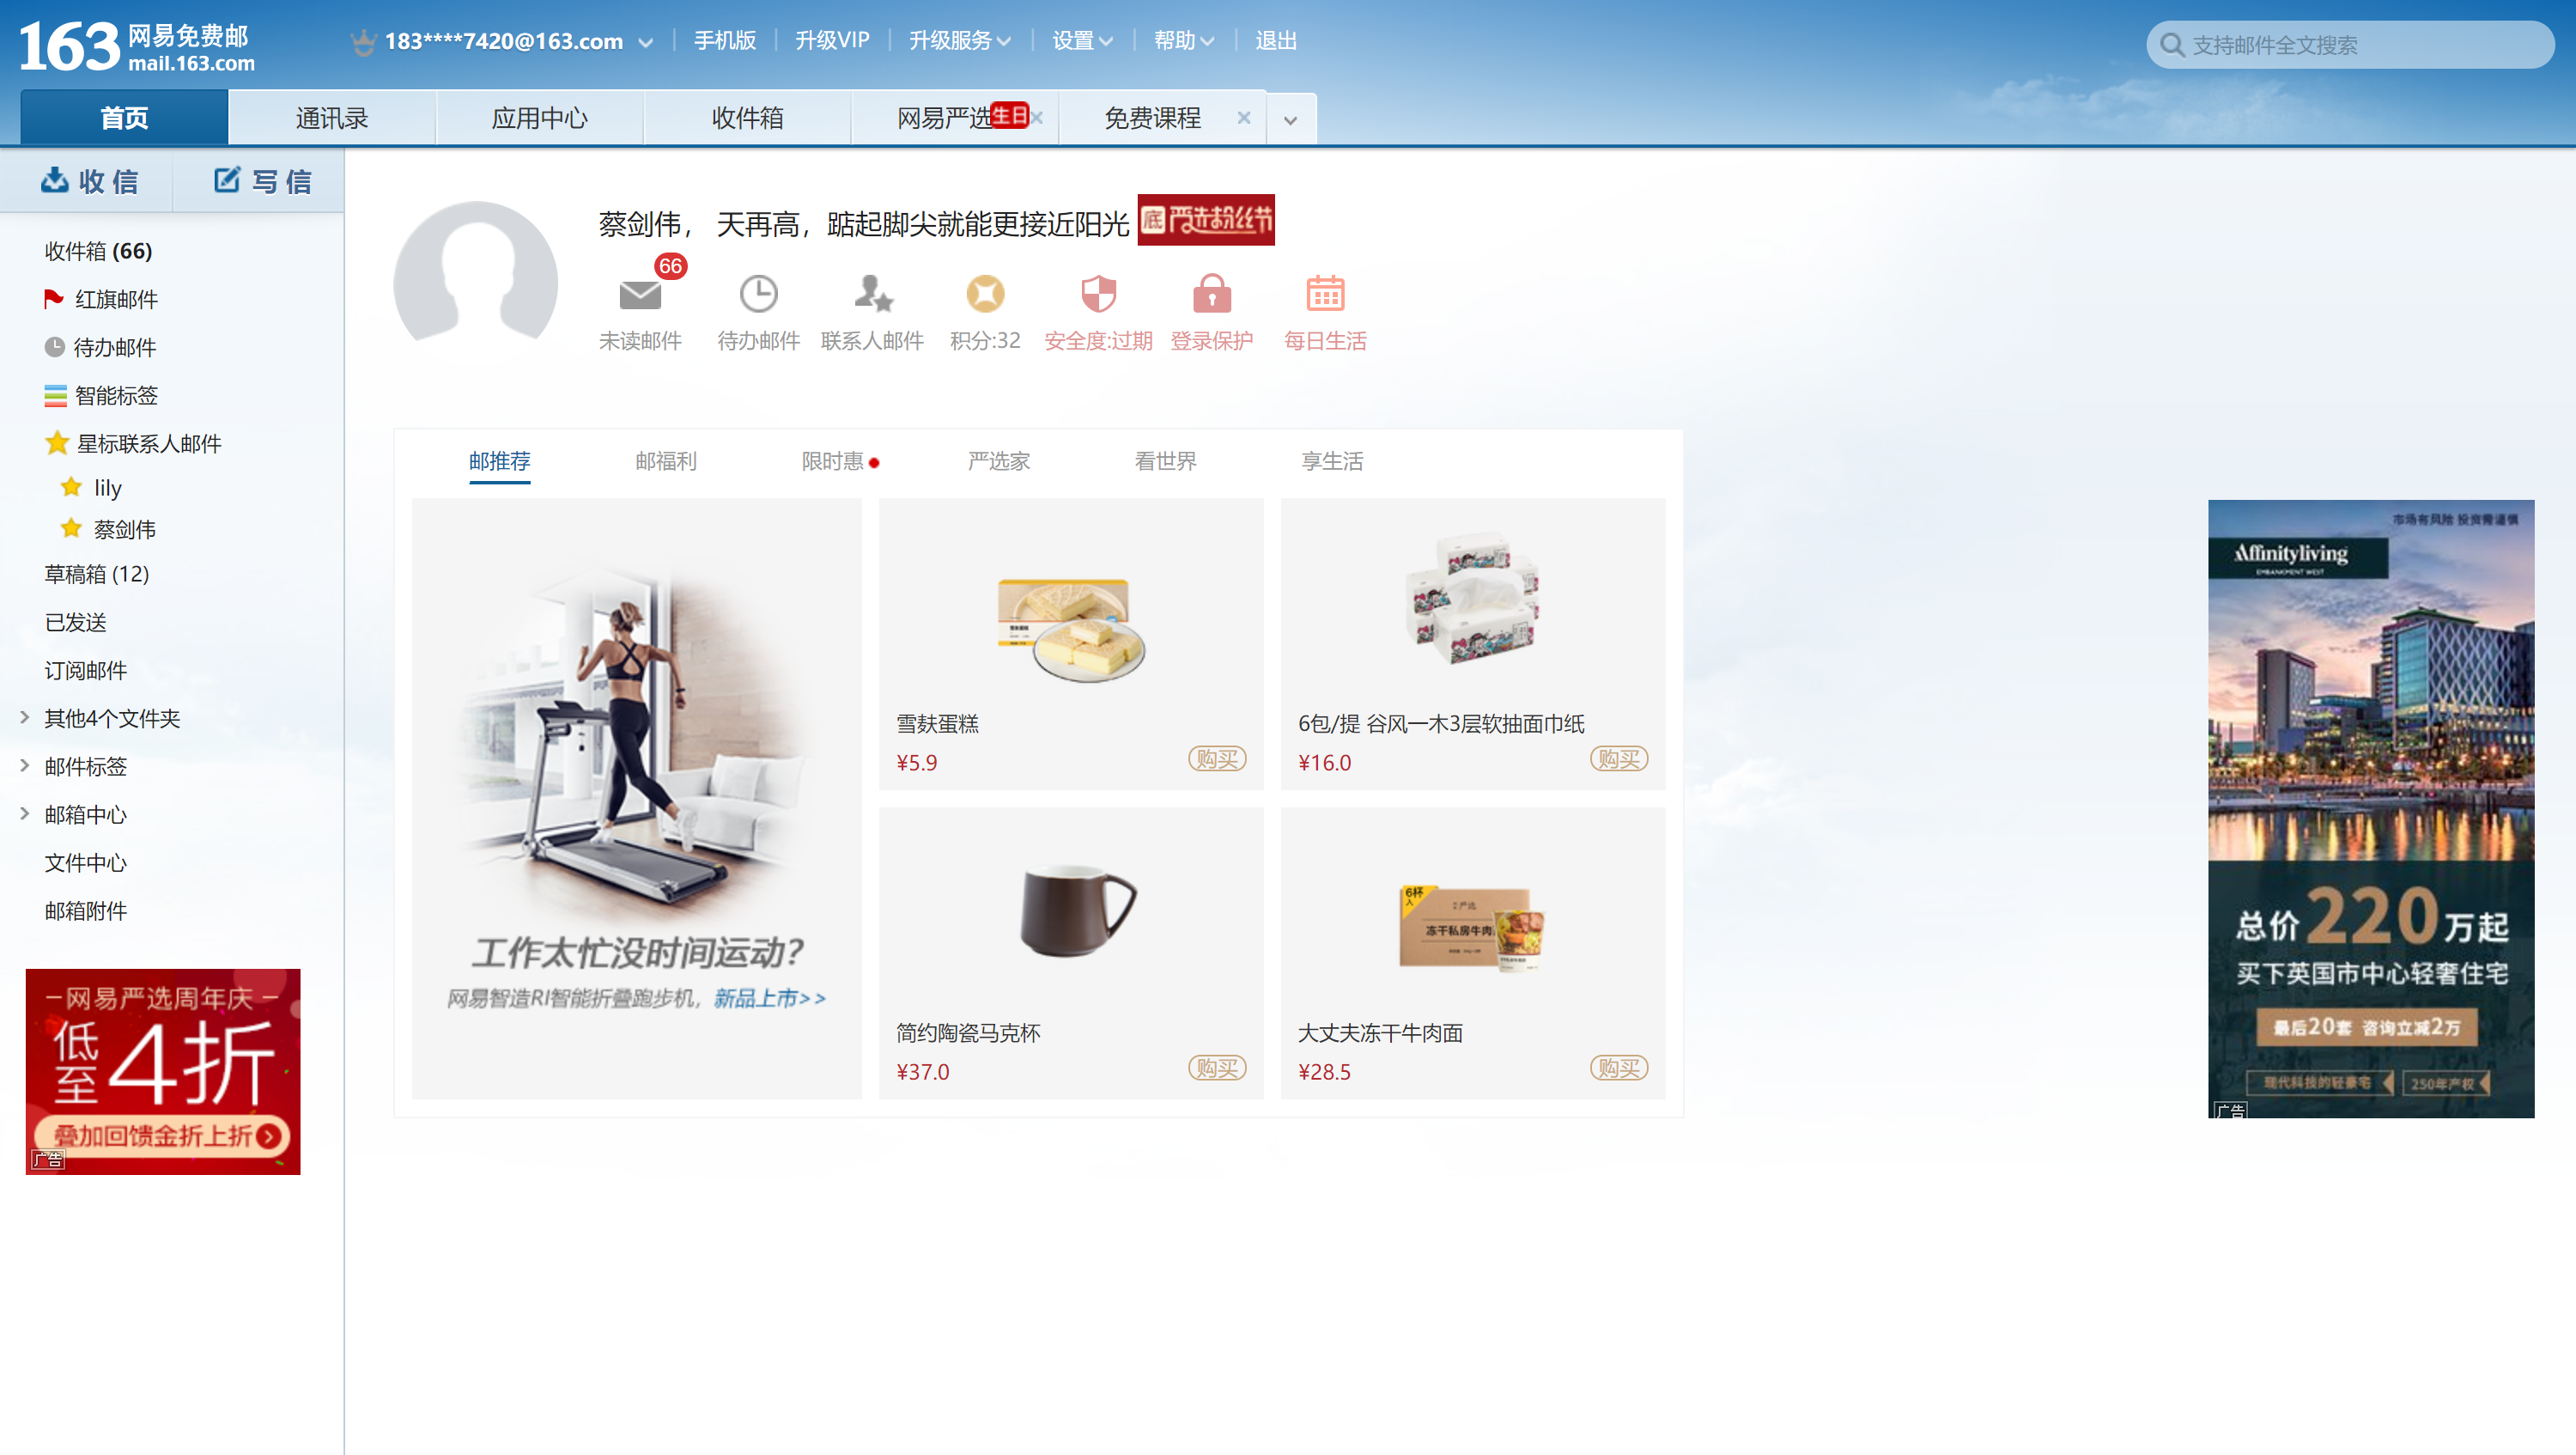 163 网易免费邮
mail.163.com
183****7420@163.com
手机版
升级VIP
升级服务
设置
帮助
退出
支持邮件全文搜索
首页
通讯录
应用中心
收件箱
网易严选
生日
免费课程
收信
写信
收件箱 (66)
红旗邮件
待办邮件
智能标签
星标联系人邮件
lily
蔡剑伟
草稿箱 (12)
已发送
订阅邮件
其他4个文件夹
邮件标签
邮箱中心
文件中心
邮箱附件
网易严选周年庆
低至4折
叠加回馈金折上折
广告
蔡剑伟， 天再高，踮起脚尖就能更接近阳光
底 严选粉丝节
66
未读邮件
待办邮件
联系人邮件
积分:32
安全度:过期
登录保护
每日生活
邮推荐
邮福利
限时惠
严选家
看世界
享生活
工作太忙没时间运动?
网易智造RI智能折叠跑步机，新品上市>>
雪麸蛋糕
¥5.9
购买
6包/提 谷风一木3层软抽面巾纸
¥16.0
购买
简约陶瓷马克杯
¥37.0
购买
6杯入
严选
冻干私房牛肉
大丈夫冻干牛肉面
¥28.5
购买
市场有风险 投资需谨慎
Affinityliving
EMBANKMENT WEST
总价220万起
买下英国市中心轻奢住宅
最后20套 咨询立减2万
现代科技的轻豪宅
250年产权
广告